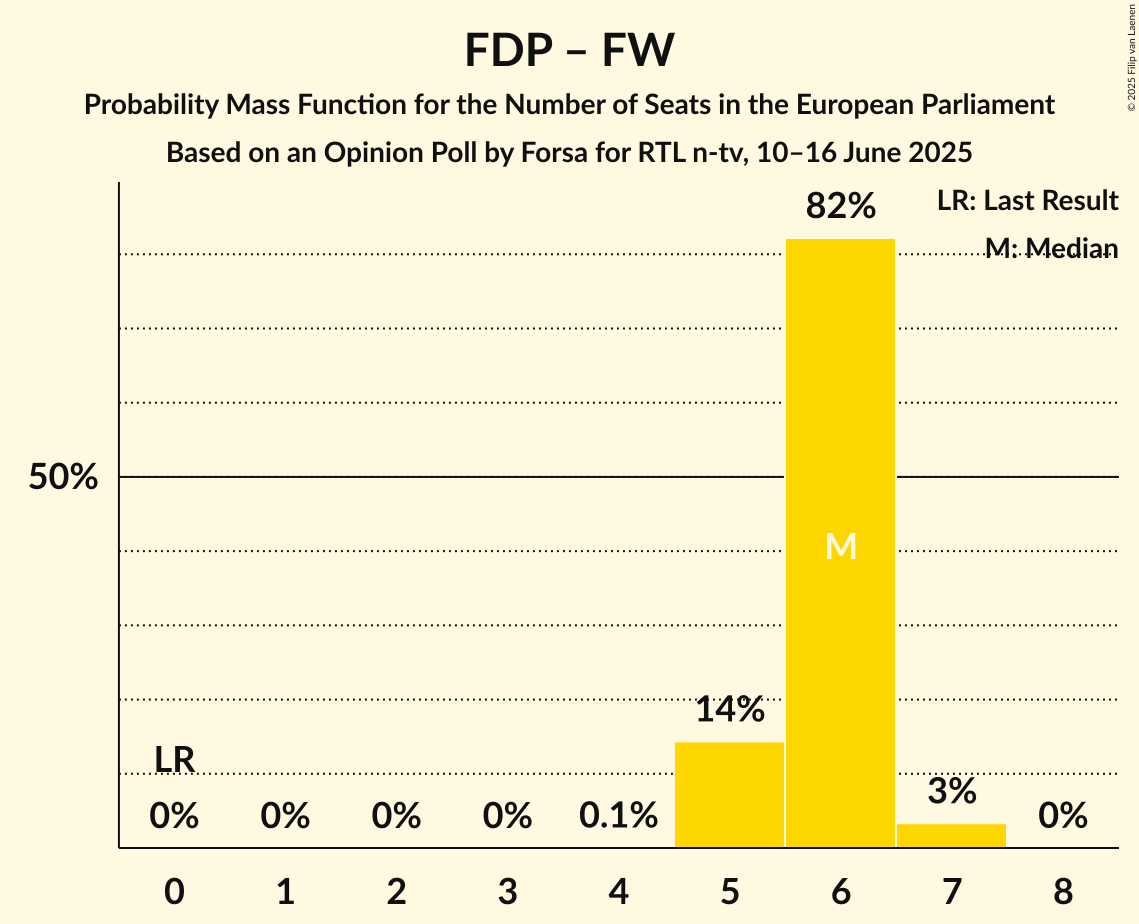 FDP – FW
Probability Mass Function for the Number of Seats in the European Parliament
Based on an Opinion Poll by Forsa for RTL n-tv, 10–16 June 2025
© 2025 Filip van Laenen
LR: Last Result
M: Median
82%
50%
M
14%
LR
3%
0% 0% 0% 0% 0.1% 0%
0 1 2 3 4 5 6 7 8